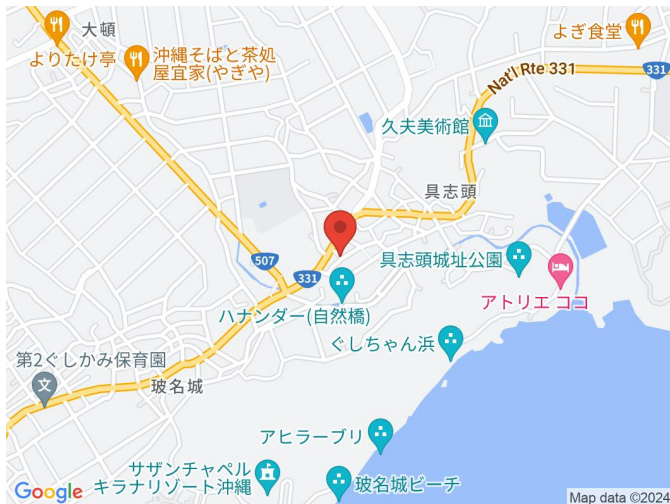 よりたけ亭
大頓
沖縄そばと茶処
屋宜家(やぎや)
よぎ食堂
331
Nat'l Rte 331
久夫美術館
具志頭
507
331
具志頭城址公園
ハナンダー(自然橋)
アトリエ ココ
ぐしちゃん浜
第2ぐしかみ保育園
文
玻名城
アヒラーブリ
サザンチャペル
キラナリゾート沖縄
玻名城ビーチ
Google
Map data ©2024